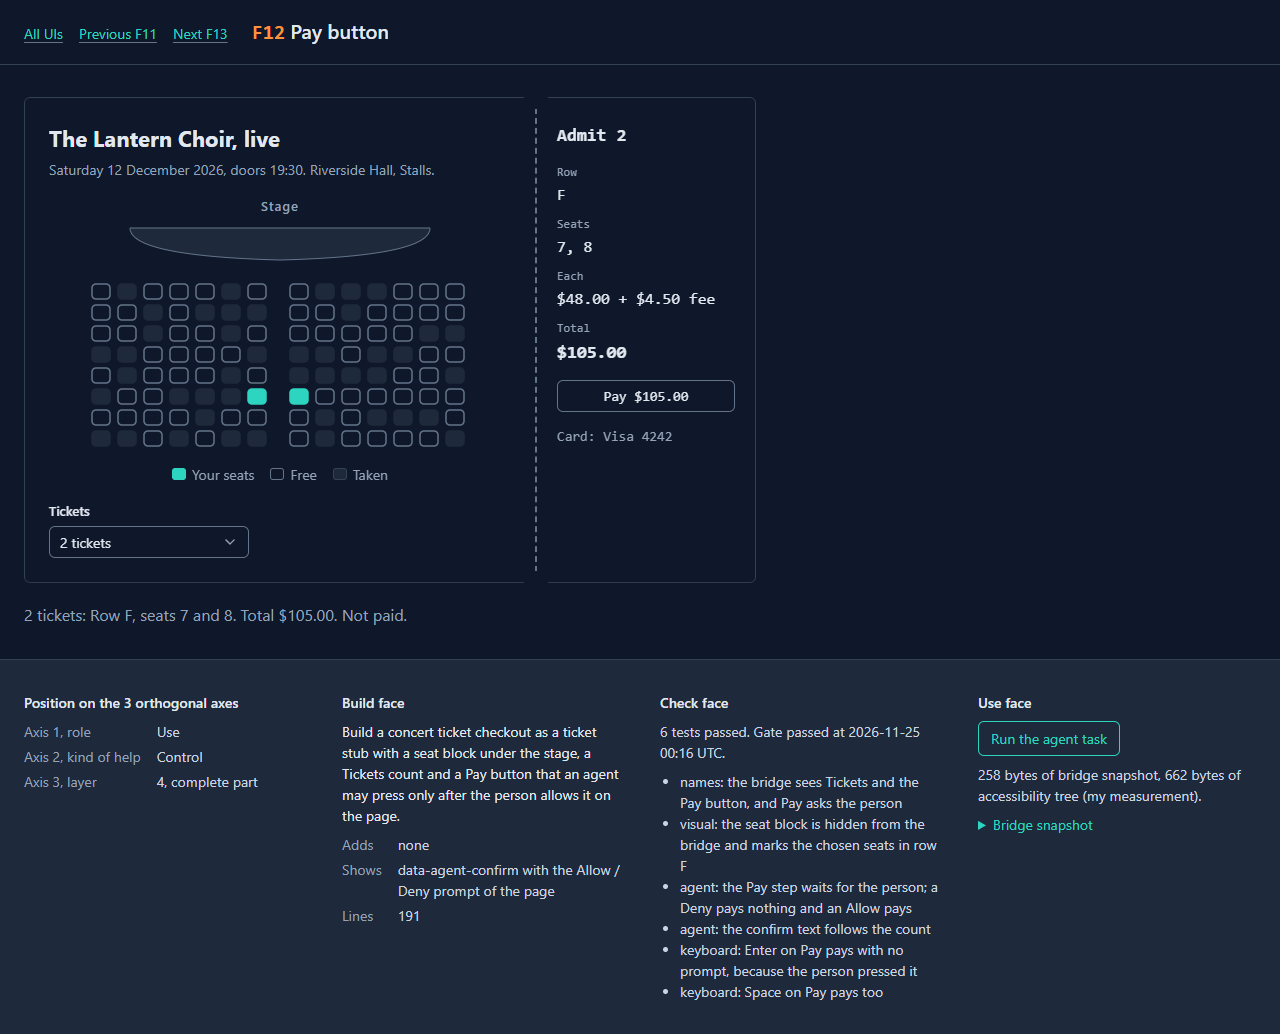 All UIs Previous F11 Next F13 F12 Pay button
The Lantern Choir, live
Saturday 12 December 2026, doors 19:30. Riverside Hall, Stalls.
Stage
Your seats Free Taken
Tickets
2 tickets
Admit 2
Row
F
Seats
7, 8
Each
$48.00 + $4.50 fee
Total
$105.00
Pay $105.00
Card: Visa 4242
2 tickets: Row F, seats 7 and 8. Total $105.00. Not paid.
Position on the 3 orthogonal axes
Axis 1, role Use
Axis 2, kind of help Control
Axis 3, layer 4, complete part
Build face
Build a concert ticket checkout as a ticket
stub with a seat block under the stage, a
Tickets count and a Pay button that an agent
may press only after the person allows it on
the page.
Adds none
Shows data-agent-confirm with the Allow /
Deny prompt of the page
Lines 191
Check face
6 tests passed. Gate passed at 2026-11-25
00:16 UTC.
• names: the bridge sees Tickets and the
Pay button, and Pay asks the person
• visual: the seat block is hidden from the
bridge and marks the chosen seats in row
F
• agent: the Pay step waits for the person; a
Deny pays nothing and an Allow pays
• agent: the confirm text follows the count
• keyboard: Enter on Pay pays with no
prompt, because the person pressed it
• keyboard: Space on Pay pays too
Use face
Run the agent task
258 bytes of bridge snapshot, 662 bytes of
accessibility tree (my measurement).
Bridge snapshot